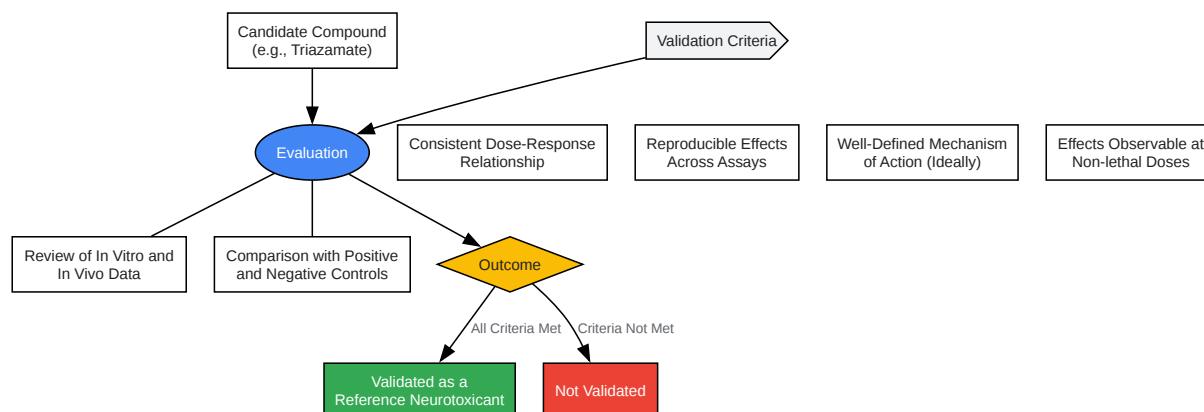 Candidate Compound
(e.g., Triazamate)
Validation Criteria
Evaluation
Consistent Dose-Response
Relationship
Reproducible Effects
Across Assays
Well-Defined Mechanism
of Action (Ideally)
Effects Observable at
Non-lethal Doses
Review of In Vitro and
In Vivo Data
Comparison with Positive
and Negative Controls
Outcome
All Criteria Met
Criteria Not Met
Validated as a
Reference Neurotoxicant
Not Validated